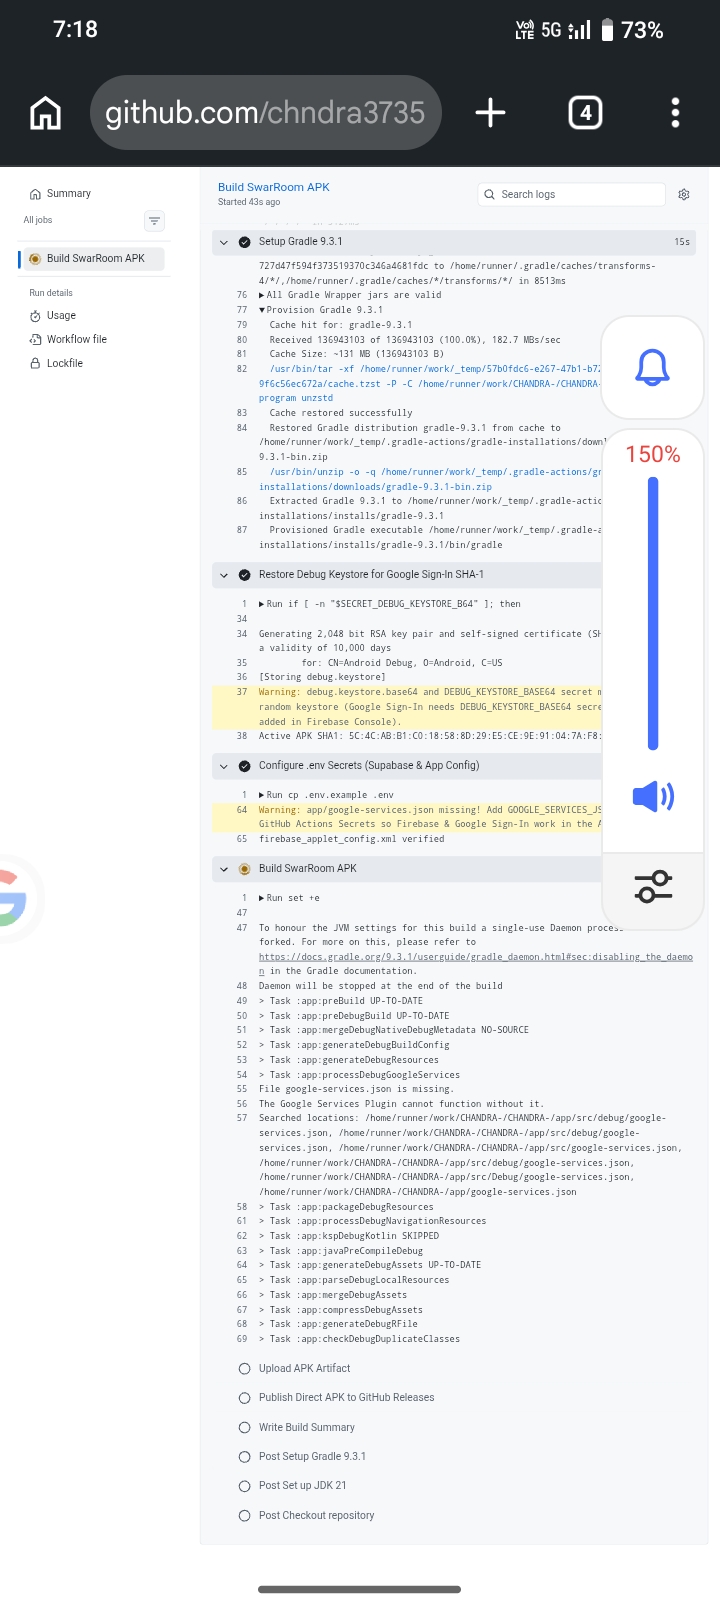 7:18
Vo) LTE 5G 73%
github.com/chndra3735
4
Summary
All jobs
Build SwarRoom APK
Run details
Usage
Workflow file
Lockfile
Build SwarRoom APK
Started 43s ago
Search logs
Setup Gradle 9.3.1 15s
727d47f594f373519370c346a4681fdc to /home/runner/.gradle/caches/transforms-
4/*/,/home/runner/.gradle/caches/*/transforms/*/ in 8513ms
76 ▶All Gradle Wrapper jars are valid
77 ▼Provision Gradle 9.3.1
79 Cache hit for: gradle-9.3.1
80 Received 136943103 of 136943103 (100.0%), 182.7 MBs/sec
81 Cache Size: ~131 MB (136943103 B)
82 /usr/bin/tar -xf /home/runner/work/_temp/57b0fdc6-e267-47b1-b72
9f6c56ec672a/cache.tzst -P -C /home/runner/work/CHANDRA-/CHANDRA-
program unzstd
83 Cache restored successfully
84 Restored Gradle distribution gradle-9.3.1 from cache to
/home/runner/work/_temp/.gradle-actions/gradle-installations/downl
9.3.1-bin.zip
85 /usr/bin/unzip -o -q /home/runner/work/_temp/.gradle-actions/gr
installations/downloads/gradle-9.3.1-bin.zip
86 Extracted Gradle 9.3.1 to /home/runner/work/_temp/.gradle-actic
installations/installs/gradle-9.3.1
87 Provisioned Gradle executable /home/runner/work/_temp/.gradle-a
installations/installs/gradle-9.3.1/bin/gradle
150%
Restore Debug Keystore for Google Sign-In SHA-1
1 ▶Run if [ -n "$SECRET_DEBUG_KEYSTORE_B64" ]; then
34
34 Generating 2,048 bit RSA key pair and self-signed certificate (SH
a validity of 10,000 days
35 for: CN=Android Debug, O=Android, C=US
36 [Storing debug.keystore]
37 Warning: debug.keystore.base64 and DEBUG_KEYSTORE_BASE64 secret m
random keystore (Google Sign-In needs DEBUG_KEYSTORE_BASE64 secre
added in Firebase Console).
38 Active APK SHA1: 5C:4C:AB:B1:C0:18:58:8D:29:E5:CE:9E:91:04:7A:F8:
Configure .env Secrets (Supabase & App Config)
1 ▶Run cp .env.example .env
64 Warning: app/google-services.json missing! Add GOOGLE_SERVICES_JS
GitHub Actions Secrets so Firebase & Google Sign-In work in the A
65 firebase_applet_config.xml verified
Build SwarRoom APK
1 ▶Run set +e
47
47 To honour the JVM settings for this build a single-use Daemon process
forked. For more on this, please refer to
https://docs.gradle.org/9.3.1/userguide/gradle_daemon.html#sec:disabling_the_daemo
n in the Gradle documentation.
48 Daemon will be stopped at the end of the build
49 > Task :app:preBuild UP-TO-DATE
50 > Task :app:preDebugBuild UP-TO-DATE
51 > Task :app:mergeDebugNativeDebugMetadata NO-SOURCE
52 > Task :app:generateDebugBuildConfig
53 > Task :app:generateDebugResources
54 > Task :app:processDebugGoogleServices
55 File google-services.json is missing.
56 The Google Services Plugin cannot function without it.
57 Searched locations: /home/runner/work/CHANDRA-/CHANDRA-/app/src/debug/google-
services.json, /home/runner/work/CHANDRA-/CHANDRA-/app/src/debug/google-
services.json, /home/runner/work/CHANDRA-/CHANDRA-/app/src/google-services.json,
/home/runner/work/CHANDRA-/CHANDRA-/app/src/debug/google-services.json,
/home/runner/work/CHANDRA-/CHANDRA-/app/src/Debug/google-services.json,
/home/runner/work/CHANDRA-/CHANDRA-/app/google-services.json
58 > Task :app:packageDebugResources
61 > Task :app:processDebugNavigationResources
62 > Task :app:kspDebugKotlin SKIPPED
63 > Task :app:javaPreCompileDebug
64 > Task :app:generateDebugAssets UP-TO-DATE
65 > Task :app:parseDebugLocalResources
66 > Task :app:mergeDebugAssets
67 > Task :app:compressDebugAssets
68 > Task :app:generateDebugRFile
69 > Task :app:checkDebugDuplicateClasses
Upload APK Artifact
Publish Direct APK to GitHub Releases
Write Build Summary
Post Setup Gradle 9.3.1
Post Set up JDK 21
Post Checkout repository